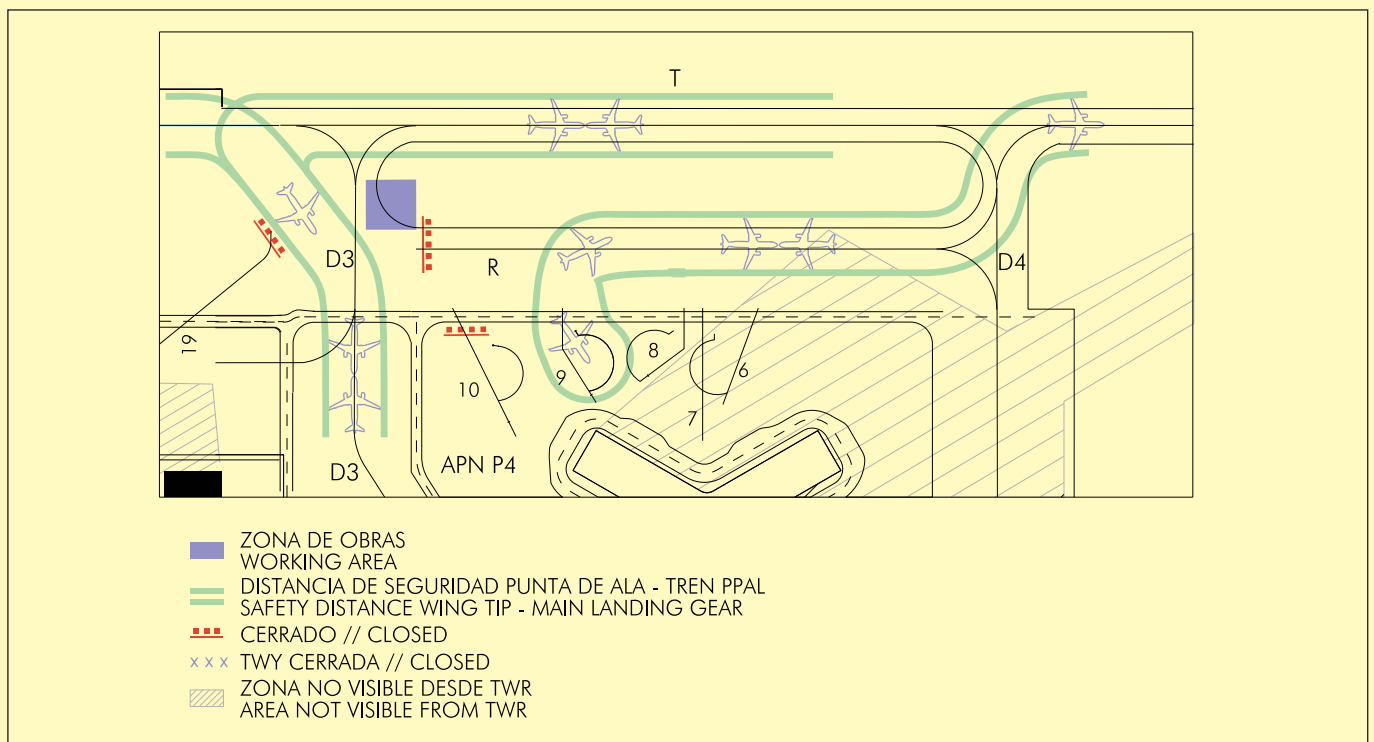 T
D3
R
D4
19
10
9
8
7
6
D3
APN P4
ZONA DE OBRAS
WORKING AREA
DISTANCIA DE SEGURIDAD PUNTA DE ALA - TREN PPAL
SAFETY DISTANCE WING TIP - MAIN LANDING GEAR
CERRADO // CLOSED
x x x TWY CERRADA // CLOSED
ZONA NO VISIBLE DESDE TWR
AREA NOT VISIBLE FROM TWR